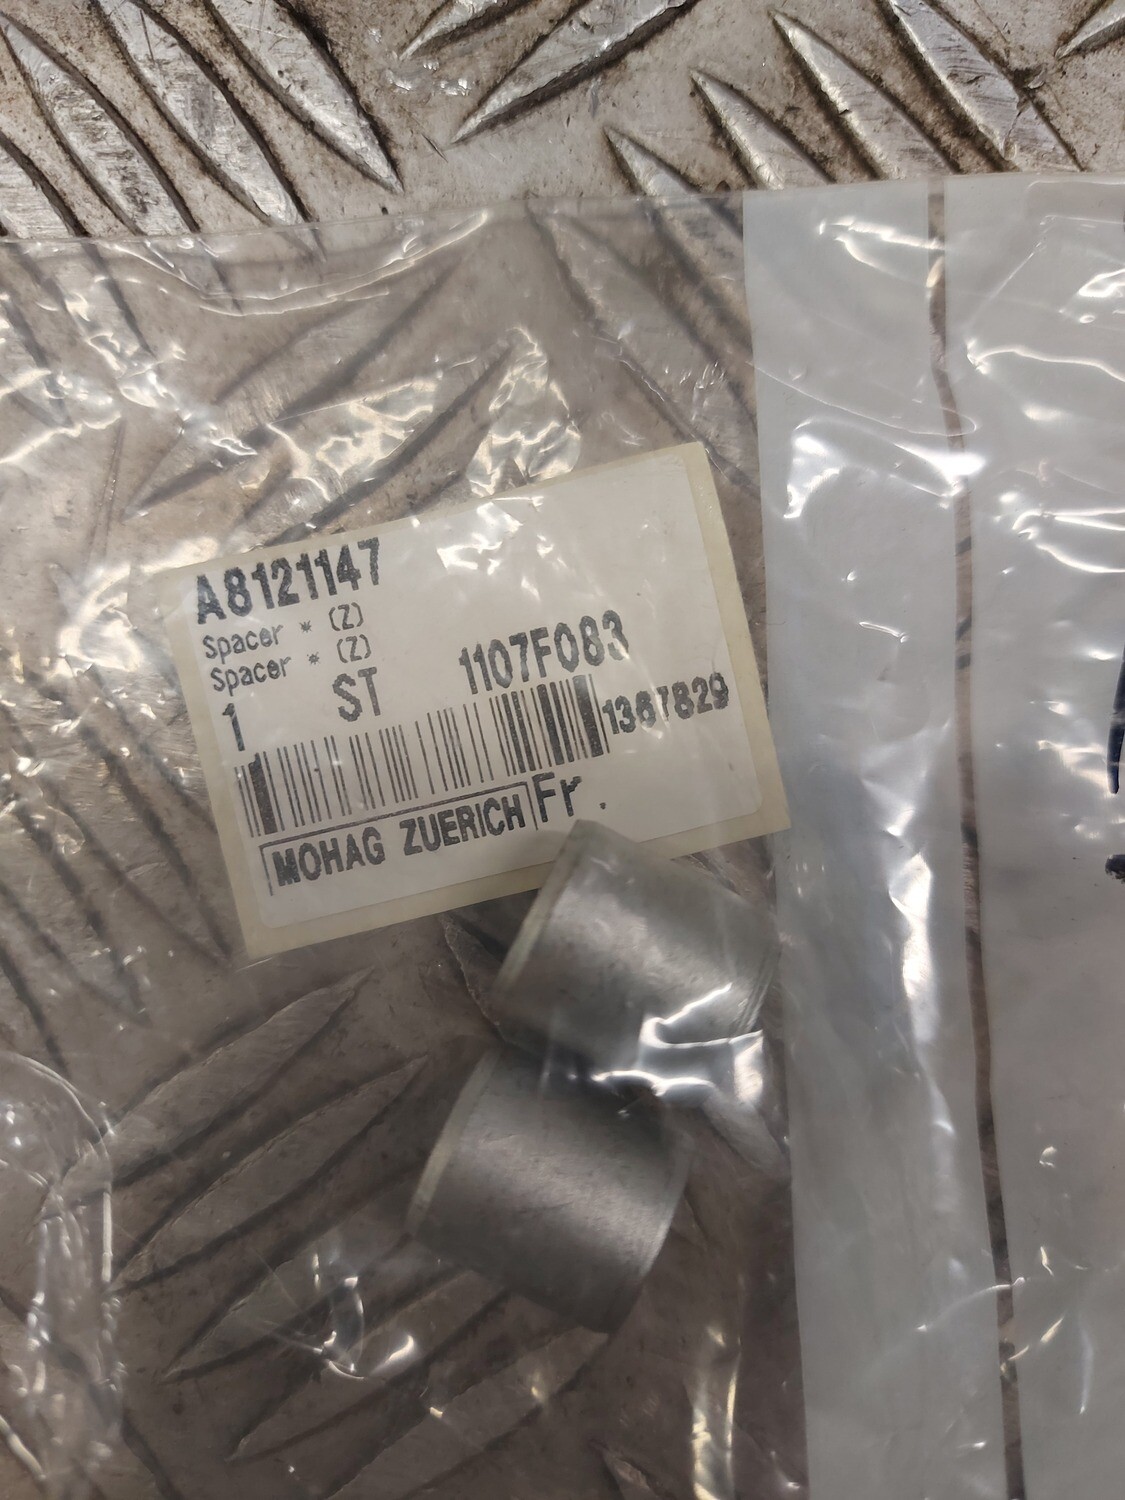 A8121147
Spacer * (Z)
Spacer * (Z)
1 ST 1107F083
1367829
MOHAG ZUERICH Fr.